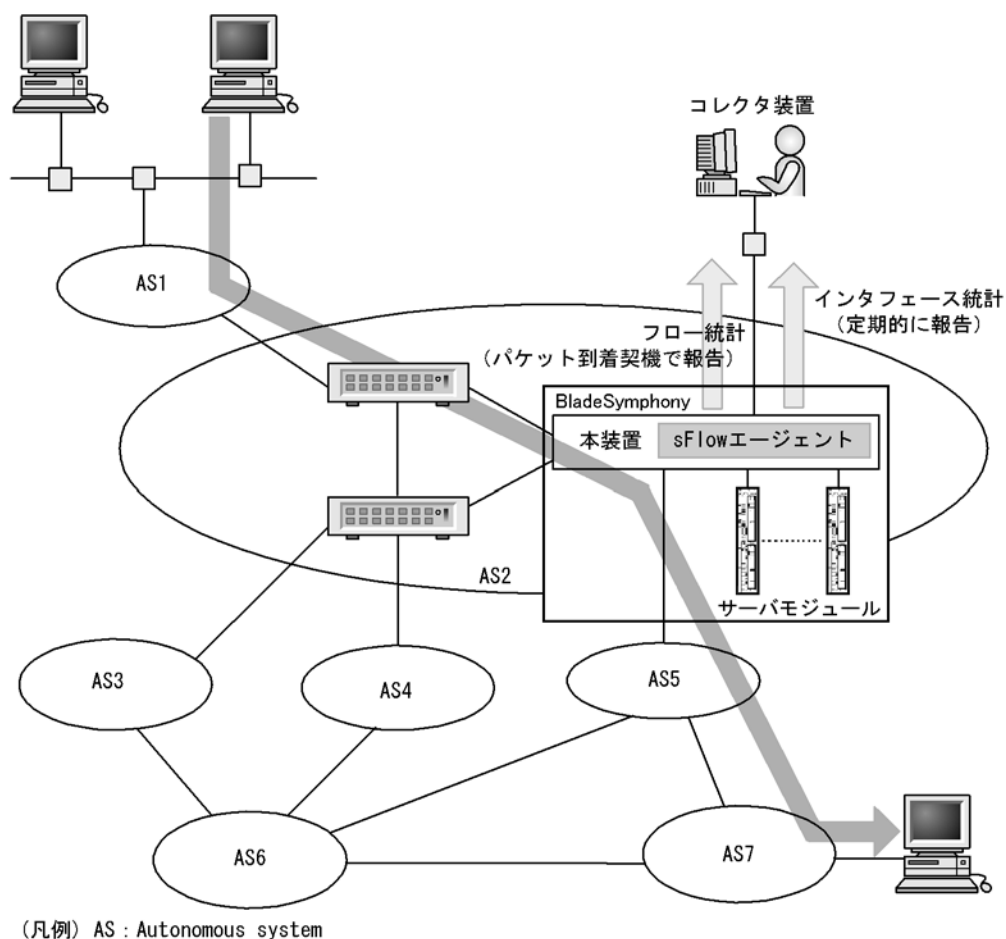 コレクタ装置
AS1
インタフェース統計
(定期的に報告)
フロー統計
(パケット到着契機で報告)
BladeSymphony
本装置
sFlowエージェント
AS2
サーバモジュール
AS3
AS4
AS5
AS6
AS7
(凡例) AS:Autonomous system